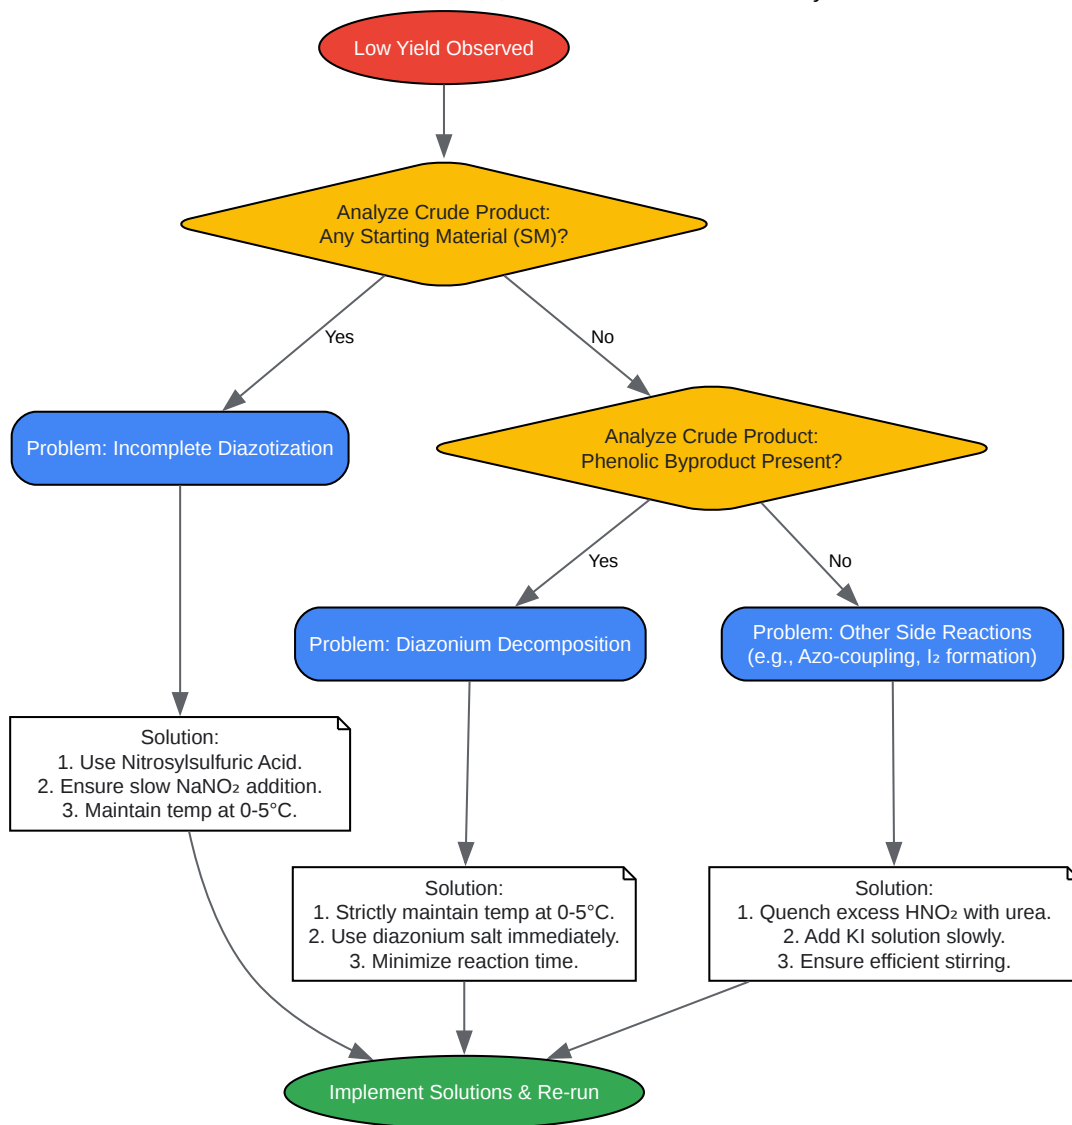 Low Yield Observed
Analyze Crude Product:
Any Starting Material (SM)?
Yes
No
Problem: Incomplete Diazotization
Analyze Crude Product:
Phenolic Byproduct Present?
Yes
No
Problem: Diazonium Decomposition
Problem: Other Side Reactions
(e.g., Azo-coupling, I₂ formation)
Solution:
1. Use Nitrosylsulfuric Acid.
2. Ensure slow NaNO₂ addition.
3. Maintain temp at 0-5°C.
Solution:
1. Strictly maintain temp at 0-5°C.
2. Use diazonium salt immediately.
3. Minimize reaction time.
Solution:
1. Quench excess HNO₂ with urea.
2. Add KI solution slowly.
3. Ensure efficient stirring.
Implement Solutions & Re-run